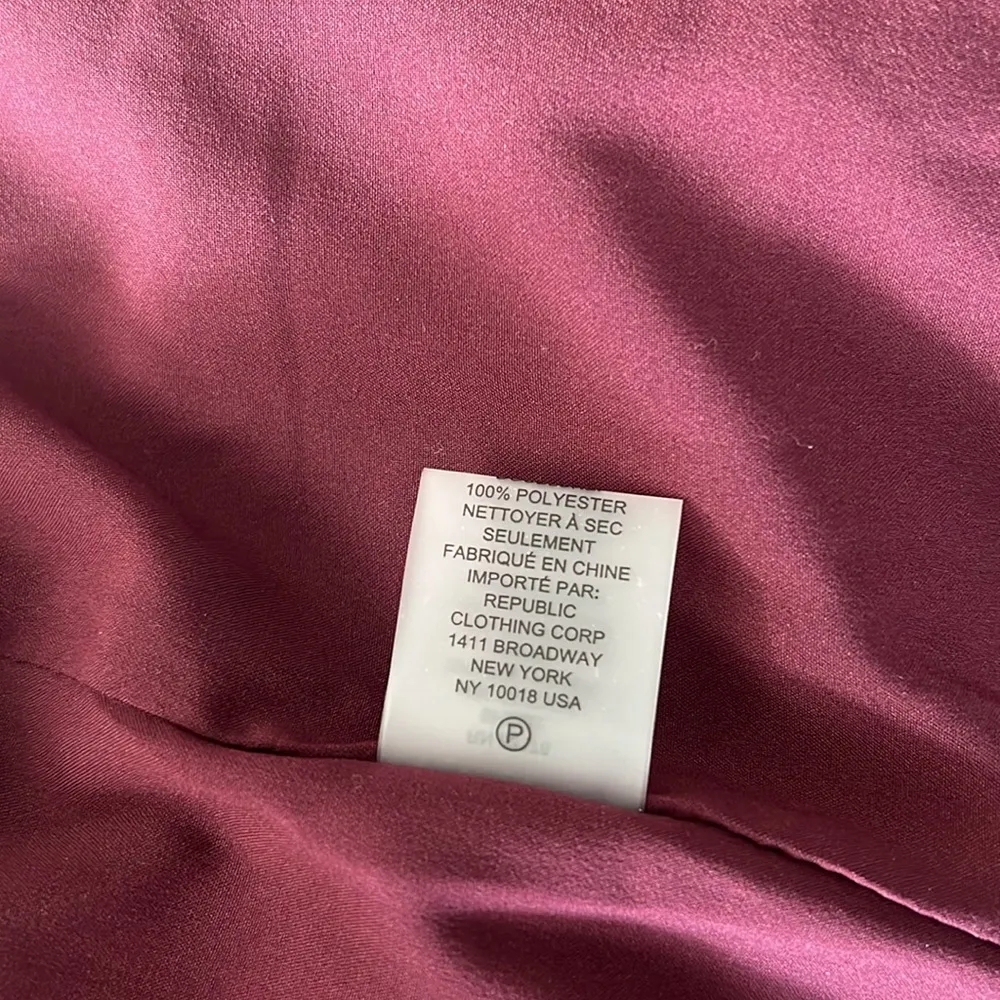 100% POLYESTER
NETTOYER À SEC
SEULEMENT
FABRIQUÉ EN CHINE
IMPORTÉ PAR:
REPUBLIC
CLOTHING CORP
1411 BROADWAY
NEW YORK
NY 10018 USA
P